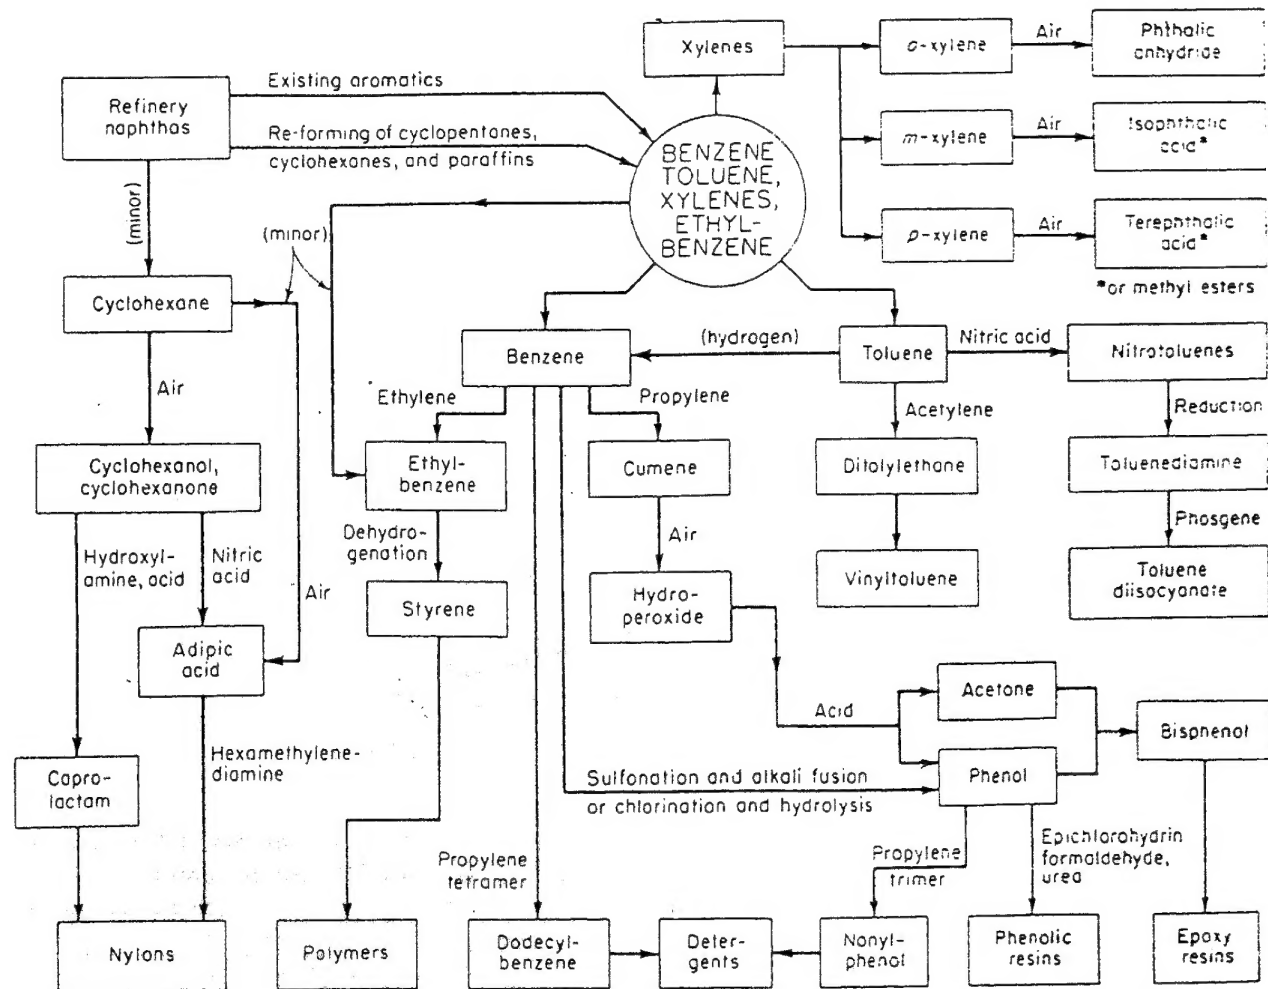 Xylenes
o-xylene
Air
Phthalic
anhydride
Refinery
naphthas
Existing aromatics
Re-forming of cyclopentanes,
cyclohexanes, and paraffins
BENZENE
TOLUENE,
XYLENES,
ETHYL-
BENZENE
m-xylene
Air
Isophthalic
acid*
p-xylene
Air
Terephthalic
acid*
*or methyl esters
(minor)
(minor)
Cyclohexane
Benzene
(hydrogen)
Toluene
Nitric acid
Nitrotoluenes
Air
Ethylene
Propylene
Acetylene
Reduction
Cyclohexanol,
cyclohexanone
Ethyl-
benzene
Cumene
Ditolylethane
Toluenediamine
Hydroxyl-
amine, acid
Nitric
acid
Air
Dehydro-
genation
Air
Phosgene
Styrene
Hydro-
peroxide
Vinyltoluene
Toluene
diisocyanate
Adipic
acid
Acid
Acetone
Phenol
Bisphenol
Capro-
lactam
Hexamethylene-
diamine
Sulfonation and alkali fusion
or chlorination and hydrolysis
Propylene
tetramer
Propylene
trimer
Epichlorohydrin
formaldehyde,
urea
Nylons
Polymers
Dodecyl-
benzene
Deter-
gents
Nonyl-
phenol
Phenolic
resins
Epoxy
resins